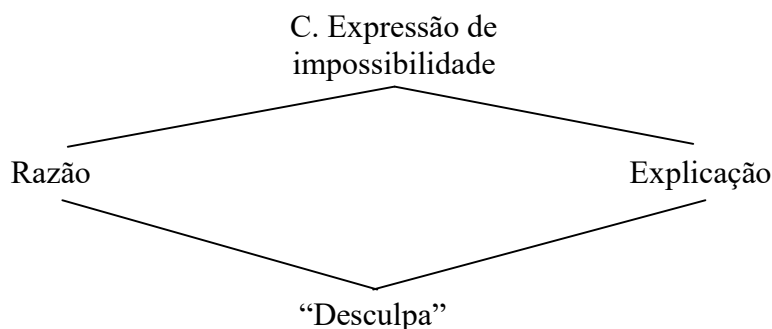 C. Expressão de
impossibilidade
Razão
Explicação
“Desculpa”